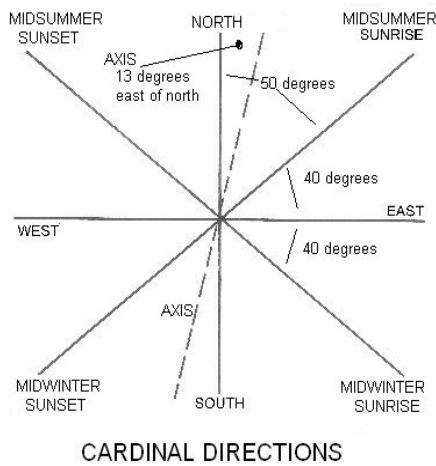 MIDSUMMER
SUNSET
NORTH
MIDSUMMER
SUNRISE
AXIS
13 degrees
east of north
50 degrees
40 degrees
WEST
EAST
40 degrees
AXIS
MIDWINTER
SUNSET
SOUTH
MIDWINTER
SUNRISE
CARDINAL DIRECTIONS